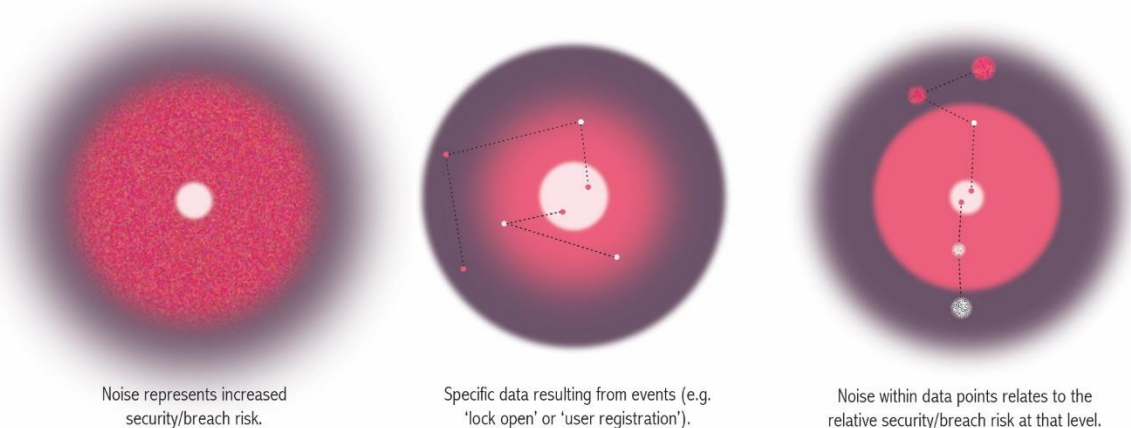 Noise represents increased
security/breach risk.
Specific data resulting from events (e.g.
‘lock open’ or ‘user registration’).
Noise within data points relates to the
relative security/breach risk at that level.